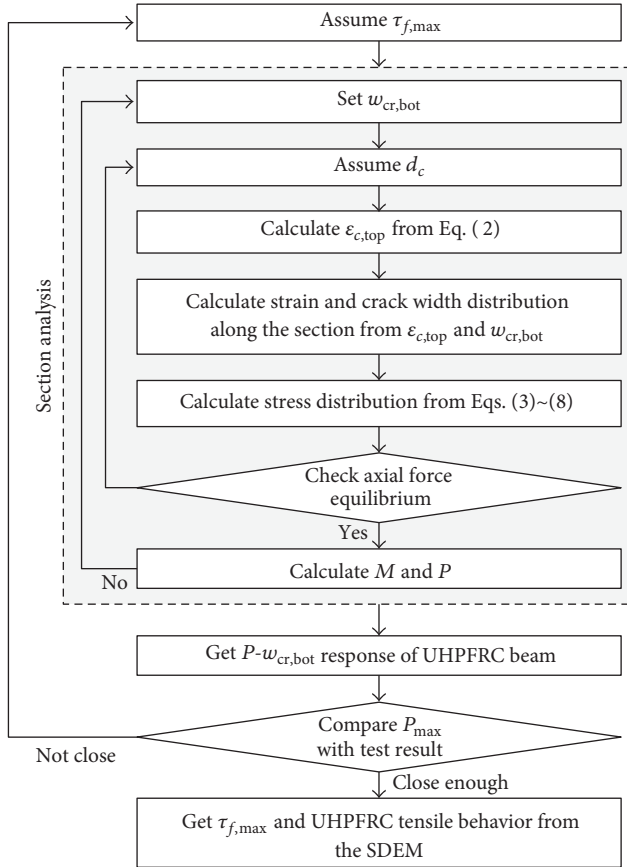 Assume τf,max
Set wcr,bot
Assume dc
Calculate εc,top from Eq. ( 2)
Calculate strain and crack width distribution
along the section from εc,top and wcr,bot
Section analysis
Calculate stress distribution from Eqs. (3)~(8)
Check axial force
equilibrium
Yes
No
Calculate M and P
Get P-wcr,bot response of UHPFRC beam
Compare Pmax
with test result
Not close
Close enough
Get τf,max and UHPFRC tensile behavior from
the SDEM